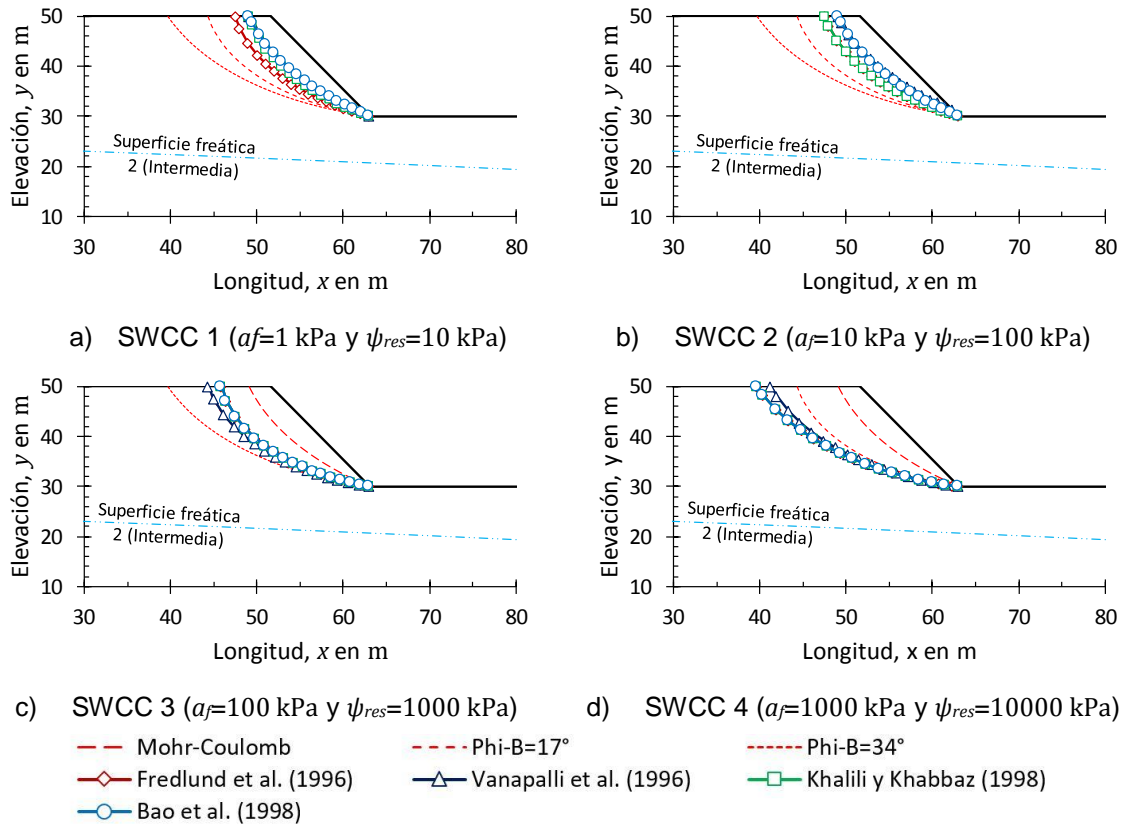 50
40
30
20
10
Elevación, y en m
Superficie freática
2 (Intermedia)
30 40 50 60 70 80
Longitud, x en m
a) SWCC 1 (af=1 kPa y ψres=10 kPa)
50
40
30
20
10
Elevación, y en m
Superficie freática
2 (Intermedia)
30 40 50 60 70 80
Longitud, x en m
b) SWCC 2 (af=10 kPa y ψres=100 kPa)
50
40
30
20
10
Elevación, y en m
Superficie freática
2 (Intermedia)
30 40 50 60 70 80
Longitud, x en m
c) SWCC 3 (af=100 kPa y ψres=1000 kPa)
50
40
30
20
10
Elevación, y en m
Superficie freática
2 (Intermedia)
30 40 50 60 70 80
Longitud, x en m
d) SWCC 4 (af=1000 kPa y ψres=10000 kPa)
Mohr-Coulomb Phi-B=17° Phi-B=34°
Fredlund et al. (1996) Vanapalli et al. (1996) Khalili y Khabbaz (1998)
Bao et al. (1998)